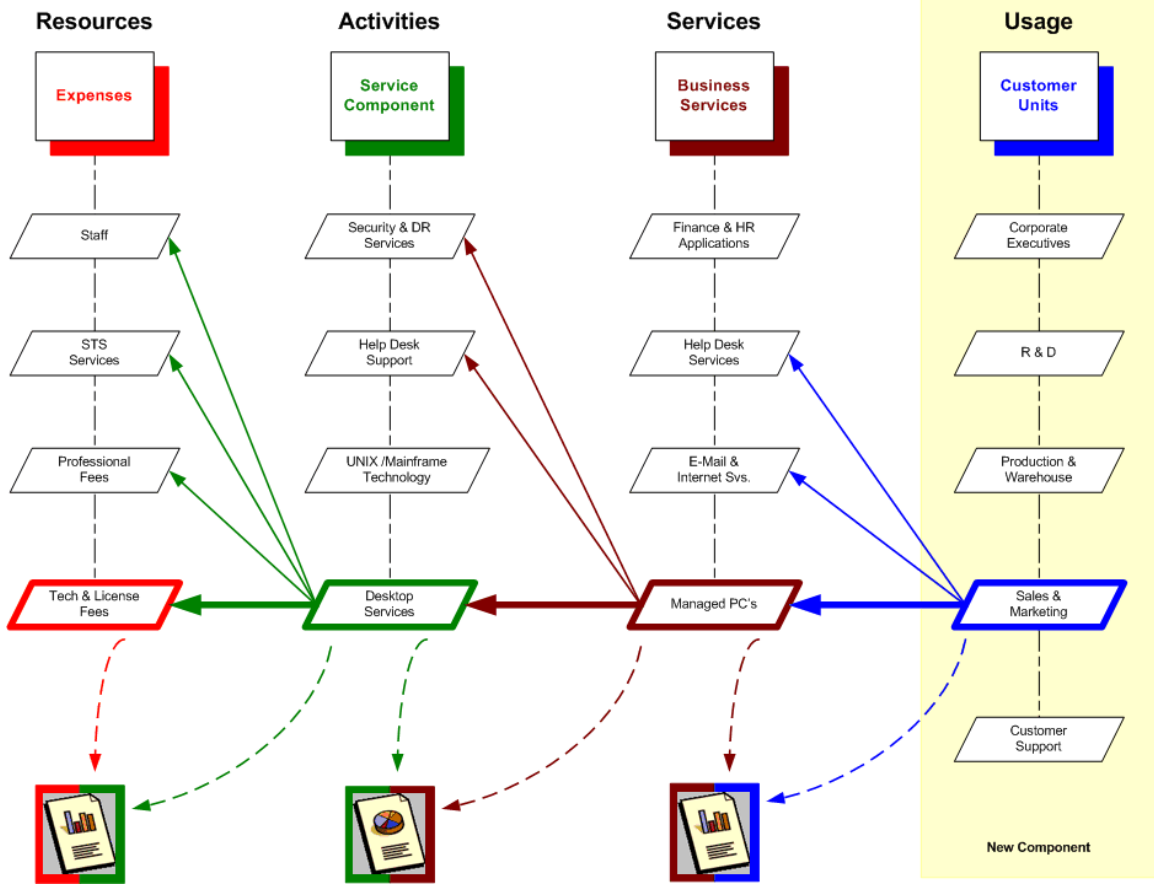 Resources
Activities
Services
Usage
Expenses
Service
Component
Business
Services
Customer
Units
Staff
Security & DR
Services
Finance & HR
Applications
Corporate
Executives
STS
Services
Help Desk
Support
Help Desk
Services
R & D
Professional
Fees
UNIX /Mainframe
Technology
E-Mail &
Internet Svs.
Production &
Warehouse
Tech & License
Fees
Desktop
Services
Managed PC's
Sales &
Marketing
Customer
Support
New Component